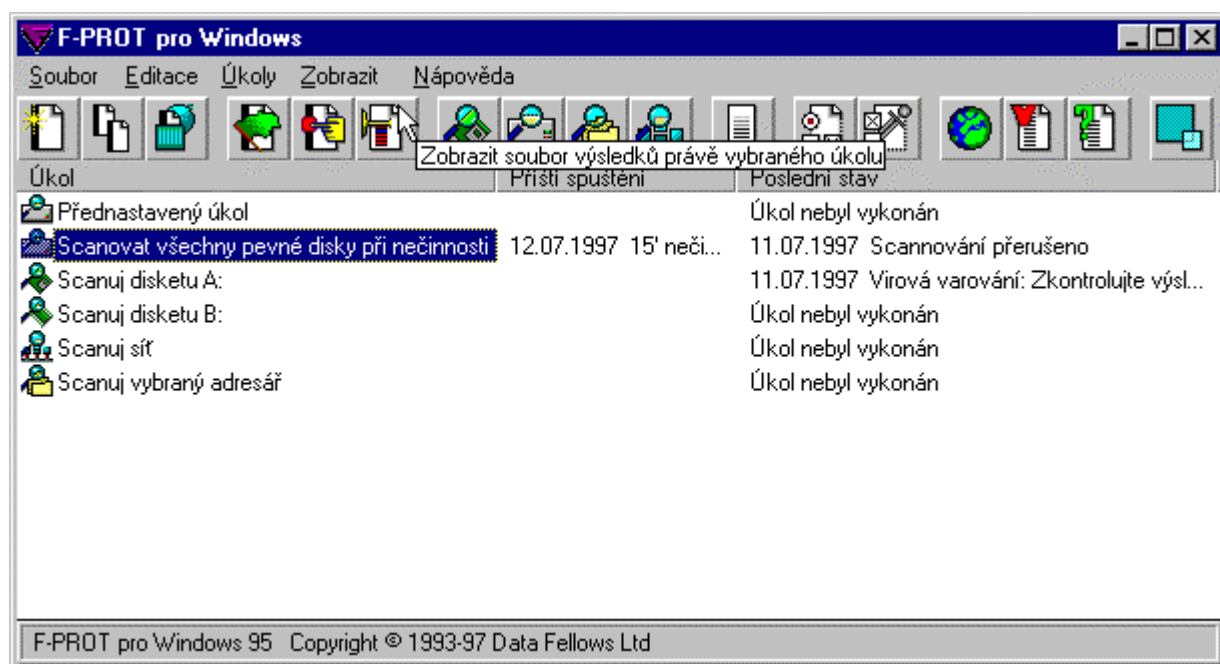 F-PROT pro Windows
Soubor Editace Úkoly Zobrazit Nápověda
Zobrazit soubor výsledků právě vybraného úkolu
Úkol Příští spuštění Poslední stav
Přednastavený úkol Úkol nebyl vykonán
Scanovat všechny pevné disky při nečinnosti 12.07.1997 15' neči... 11.07.1997 Scannování přerušeno
Scanuj disketu A: 11.07.1997 Virová varování: Zkontrolujte výsl...
Scanuj disketu B: Úkol nebyl vykonán
Scanuj síť Úkol nebyl vykonán
Scanuj vybraný adresář Úkol nebyl vykonán
F-PROT pro Windows 95 Copyright © 1993-97 Data Fellows Ltd